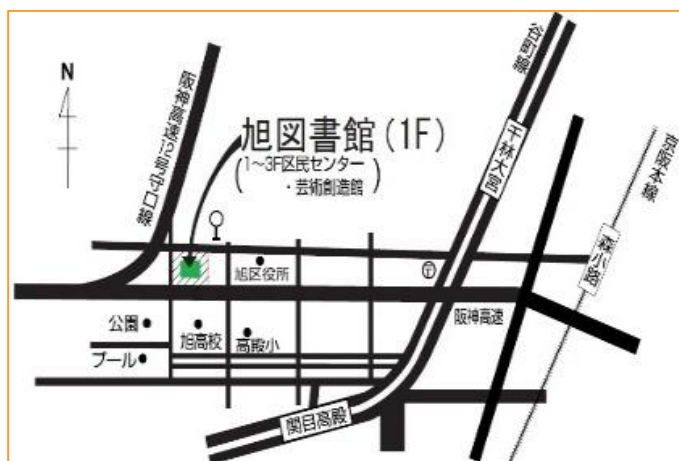 N
阪神高速12号守口線
旭図書館(1F)
(1~3F区民センター
・芸術創造館)
谷町線
千林大宮
京阪本線
森小路
旭区役所
〒
阪神高速
公園
プール
旭高校
高殿小
関目高殿